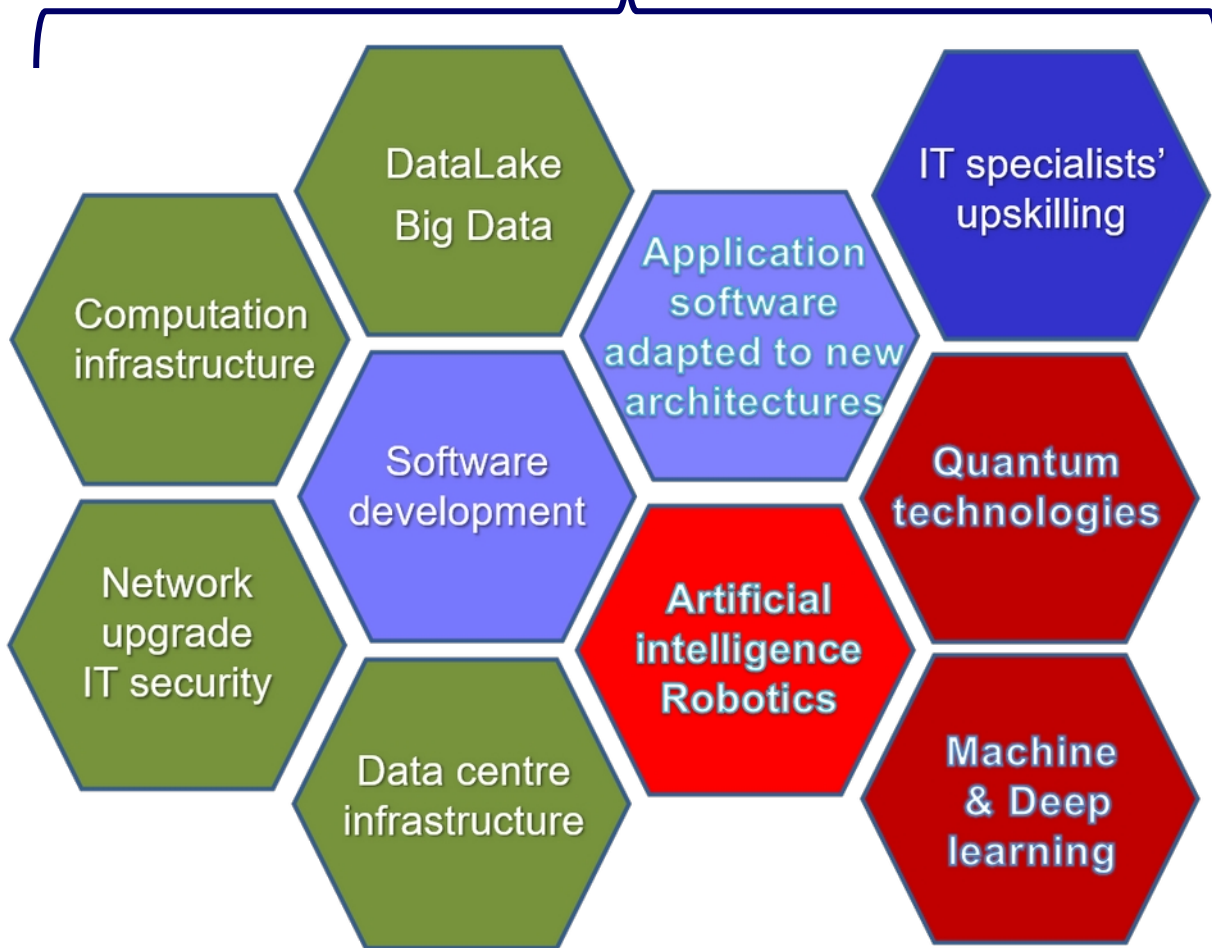 DataLake
Big Data
IT specialists’
upskilling
Application
software
adapted to new
architectures
Computation
infrastructure
Software
development
Quantum
technologies
Network
upgrade
IT security
Artificial
intelligence
Robotics
Data centre
infrastructure
Machine
& Deep
learning